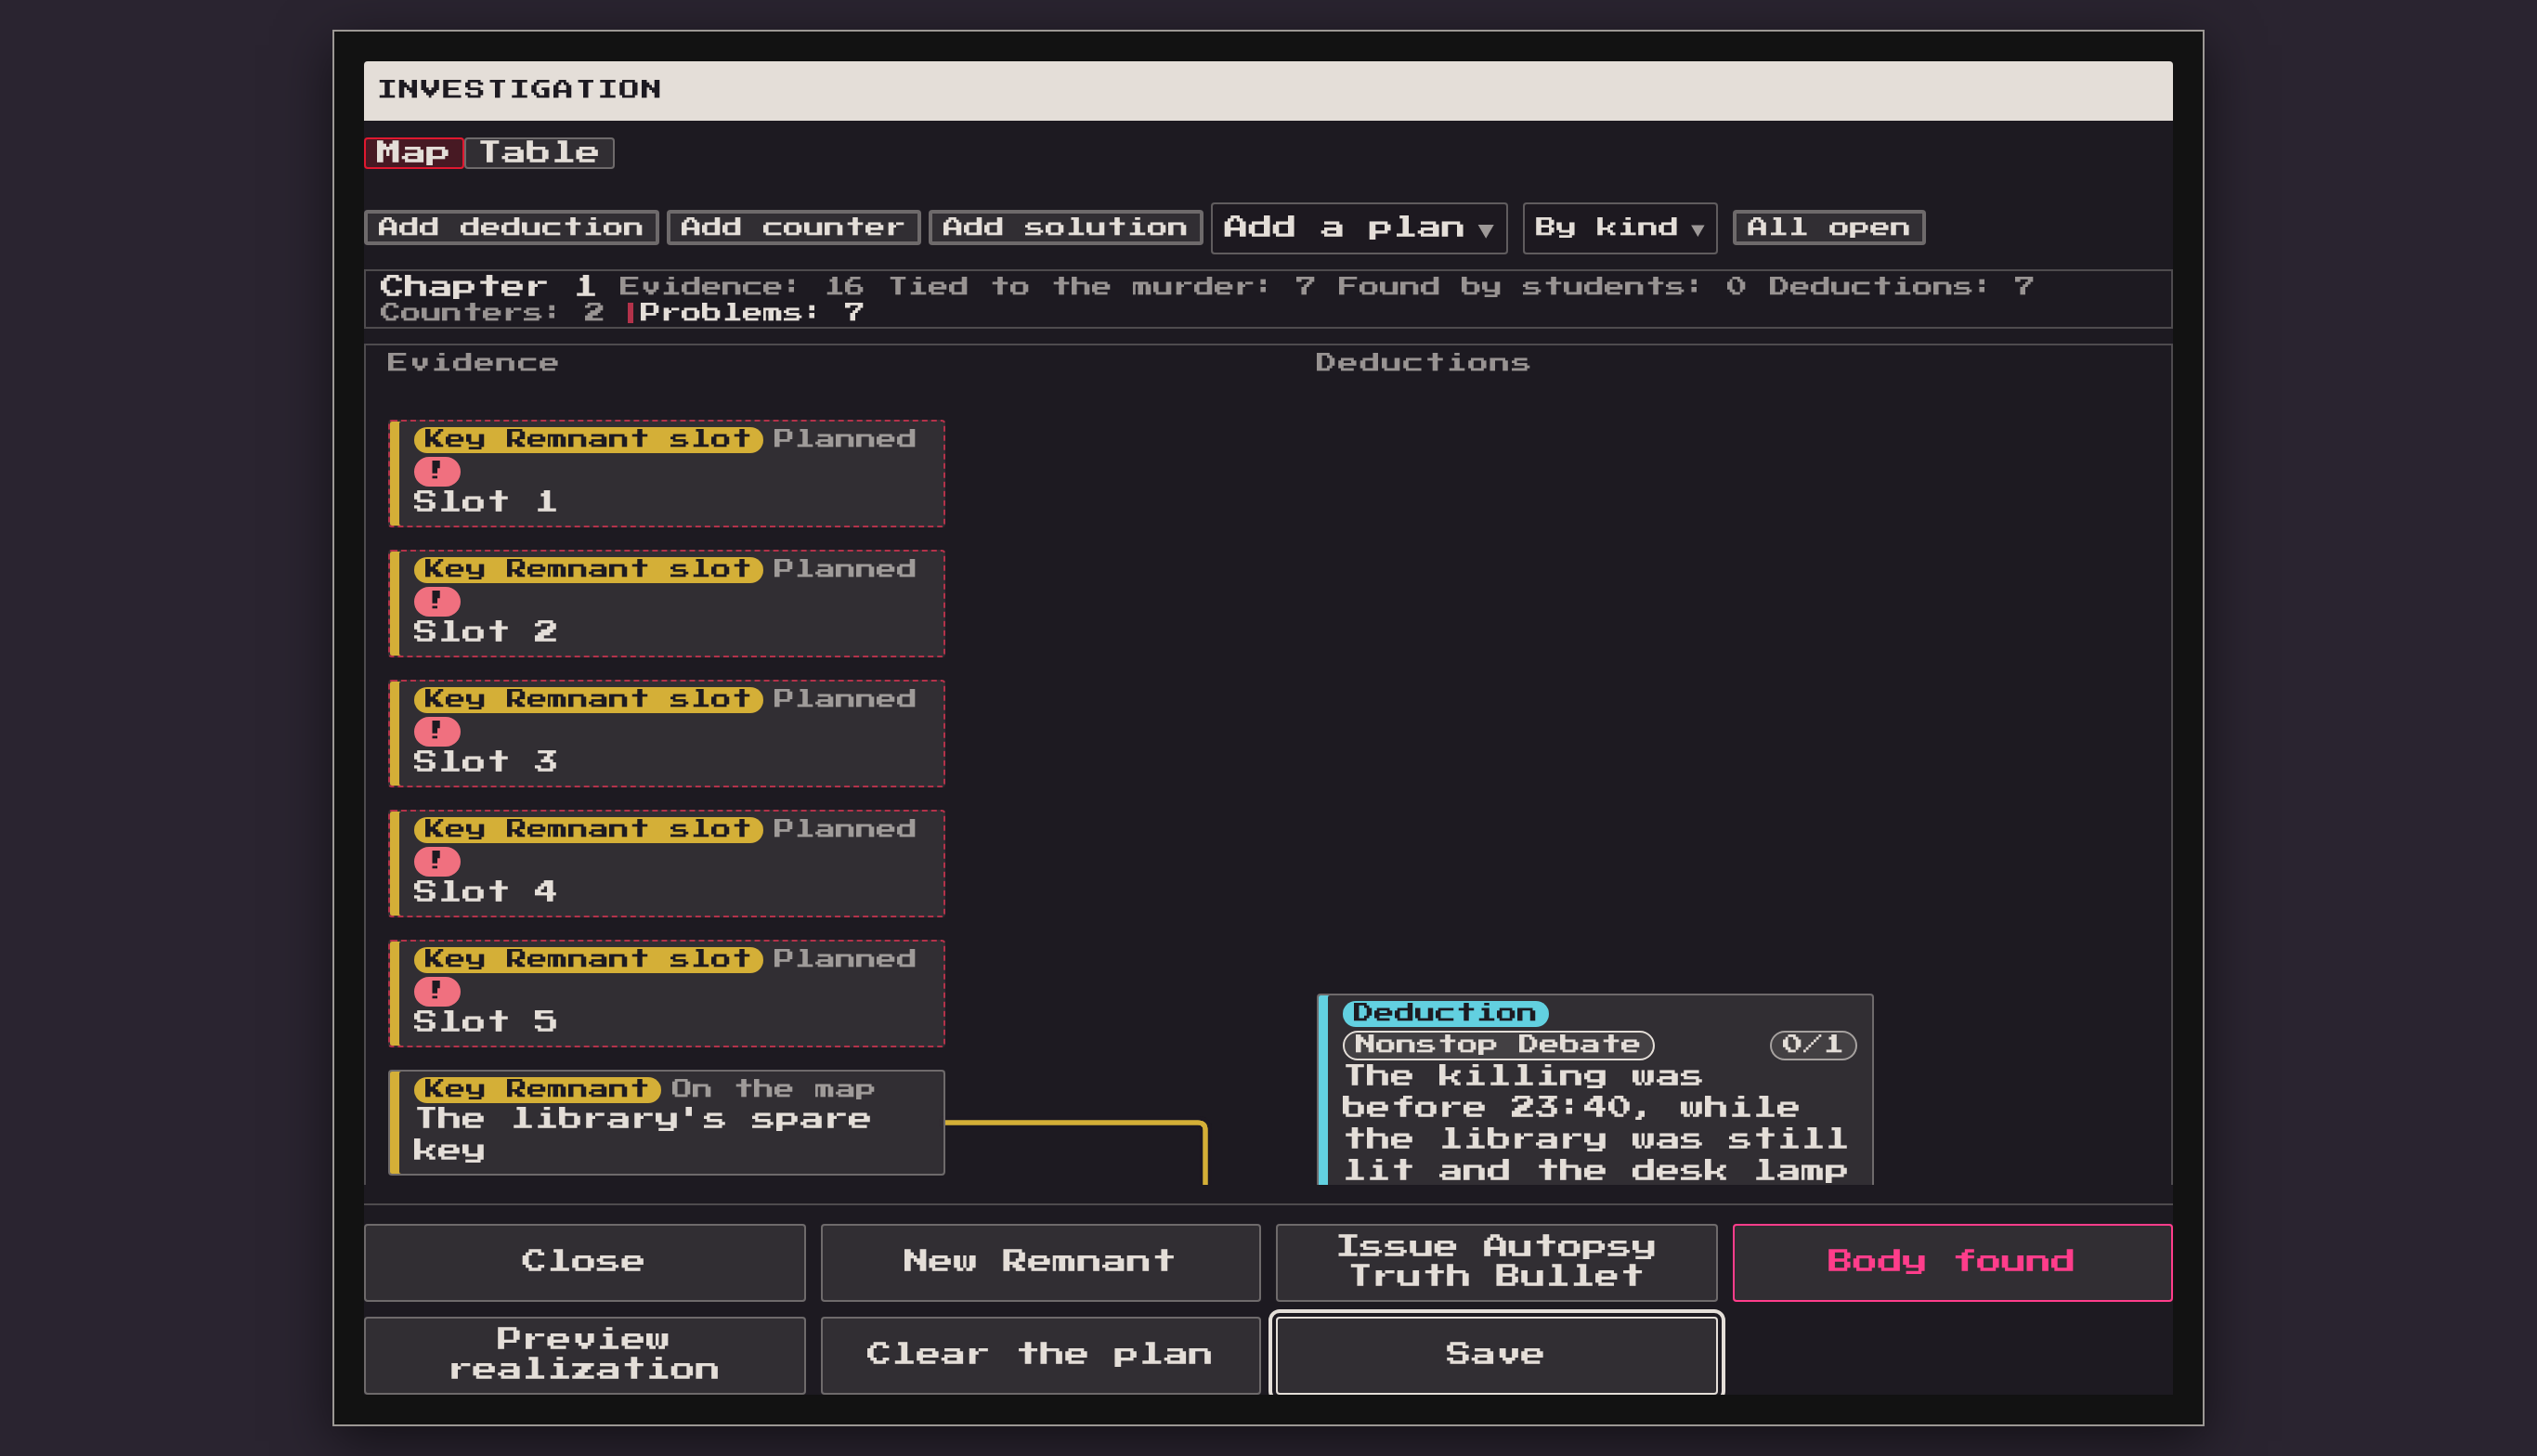 INVESTIGATION
Map Table
Add deduction Add counter Add solution Add a plan ▼ By kind ▼ All open
Chapter 1 Evidence: 16 Tied to the murder: 7 Found by students: 0 Deductions: 7
Counters: 2 Problems: 7
Evidence Deductions
Key Remnant slot Planned
!
Slot 1
Key Remnant slot Planned
!
Slot 2
Key Remnant slot Planned
!
Slot 3
Key Remnant slot Planned
!
Slot 4
Key Remnant slot Planned
!
Slot 5
Key Remnant On the map
The library's spare
key
Deduction
Nonstop Debate 0/1
The killing was
before 23:40, while
the library was still
lit and the desk lamp
Close
New Remnant
Issue Autopsy
Truth Bullet
Body found
Preview
realization
Clear the plan
Save